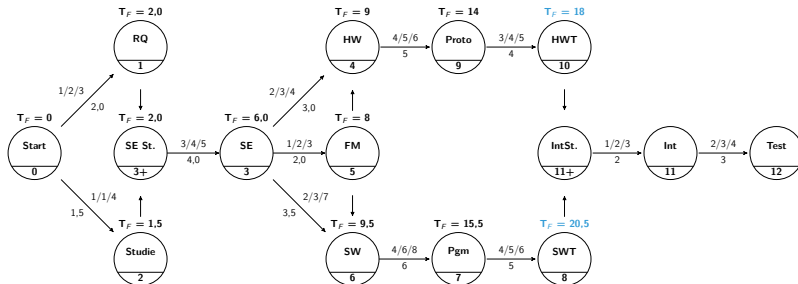 T_F = 2,0
T_F = 9
T_F = 14
T_F = 18
RQ
1
HW
4
4/5/6
5
Proto
9
3/4/5
4
HWT
10
1/2/3
2,0
2/3/4
3,0
T_F = 0
T_F = 2,0
T_F = 6,0
T_F = 8
Start
0
SE St.
3+
3/4/5
4,0
SE
3
1/2/3
2,0
FM
5
IntSt.
11+
1/2/3
2
Int
11
2/3/4
3
Test
12
1/1/4
1,5
2/3/7
3,5
T_F = 1,5
T_F = 9,5
T_F = 15,5
T_F = 20,5
Studie
2
SW
6
4/6/8
6
Pgm
7
4/5/6
5
SWT
8